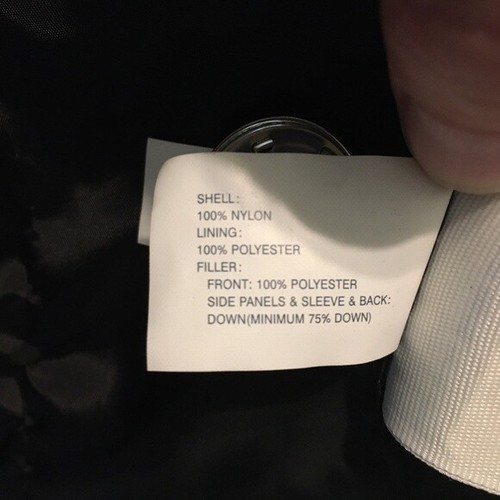 SHELL:
100% NYLON
LINING:
100% POLYESTER
FILLER:
FRONT: 100% POLYESTER
SIDE PANELS & SLEEVE & BACK:
DOWN(MINIMUM 75% DOWN)